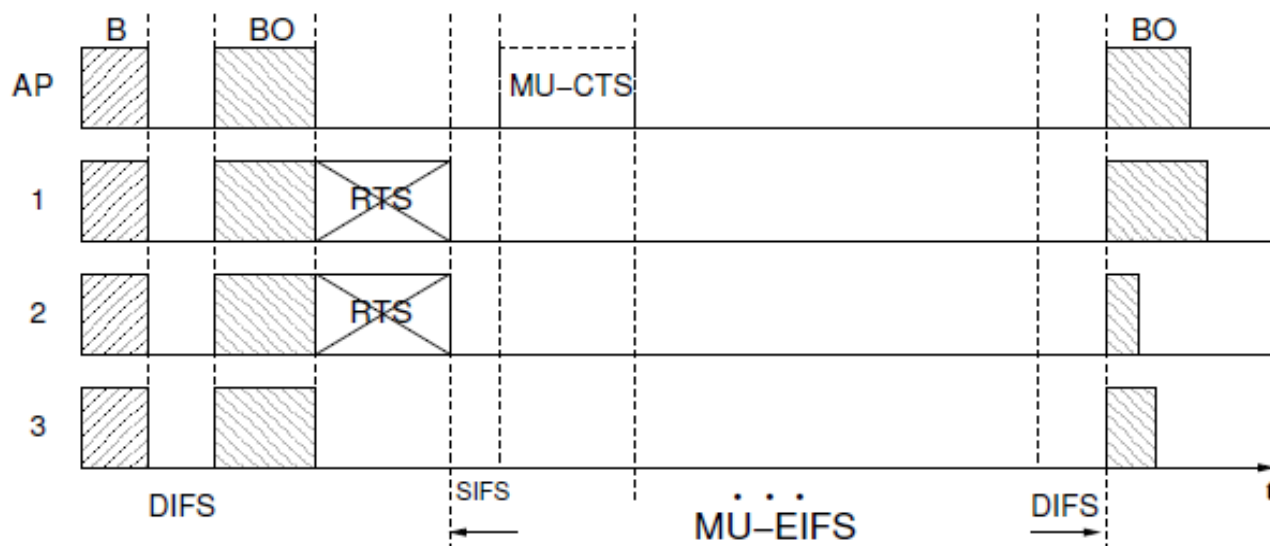 B BO BO
AP MU–CTS
1 RTS
2 RTS
3
DIFS SIFS . . . DIFS t
MU–EIFS